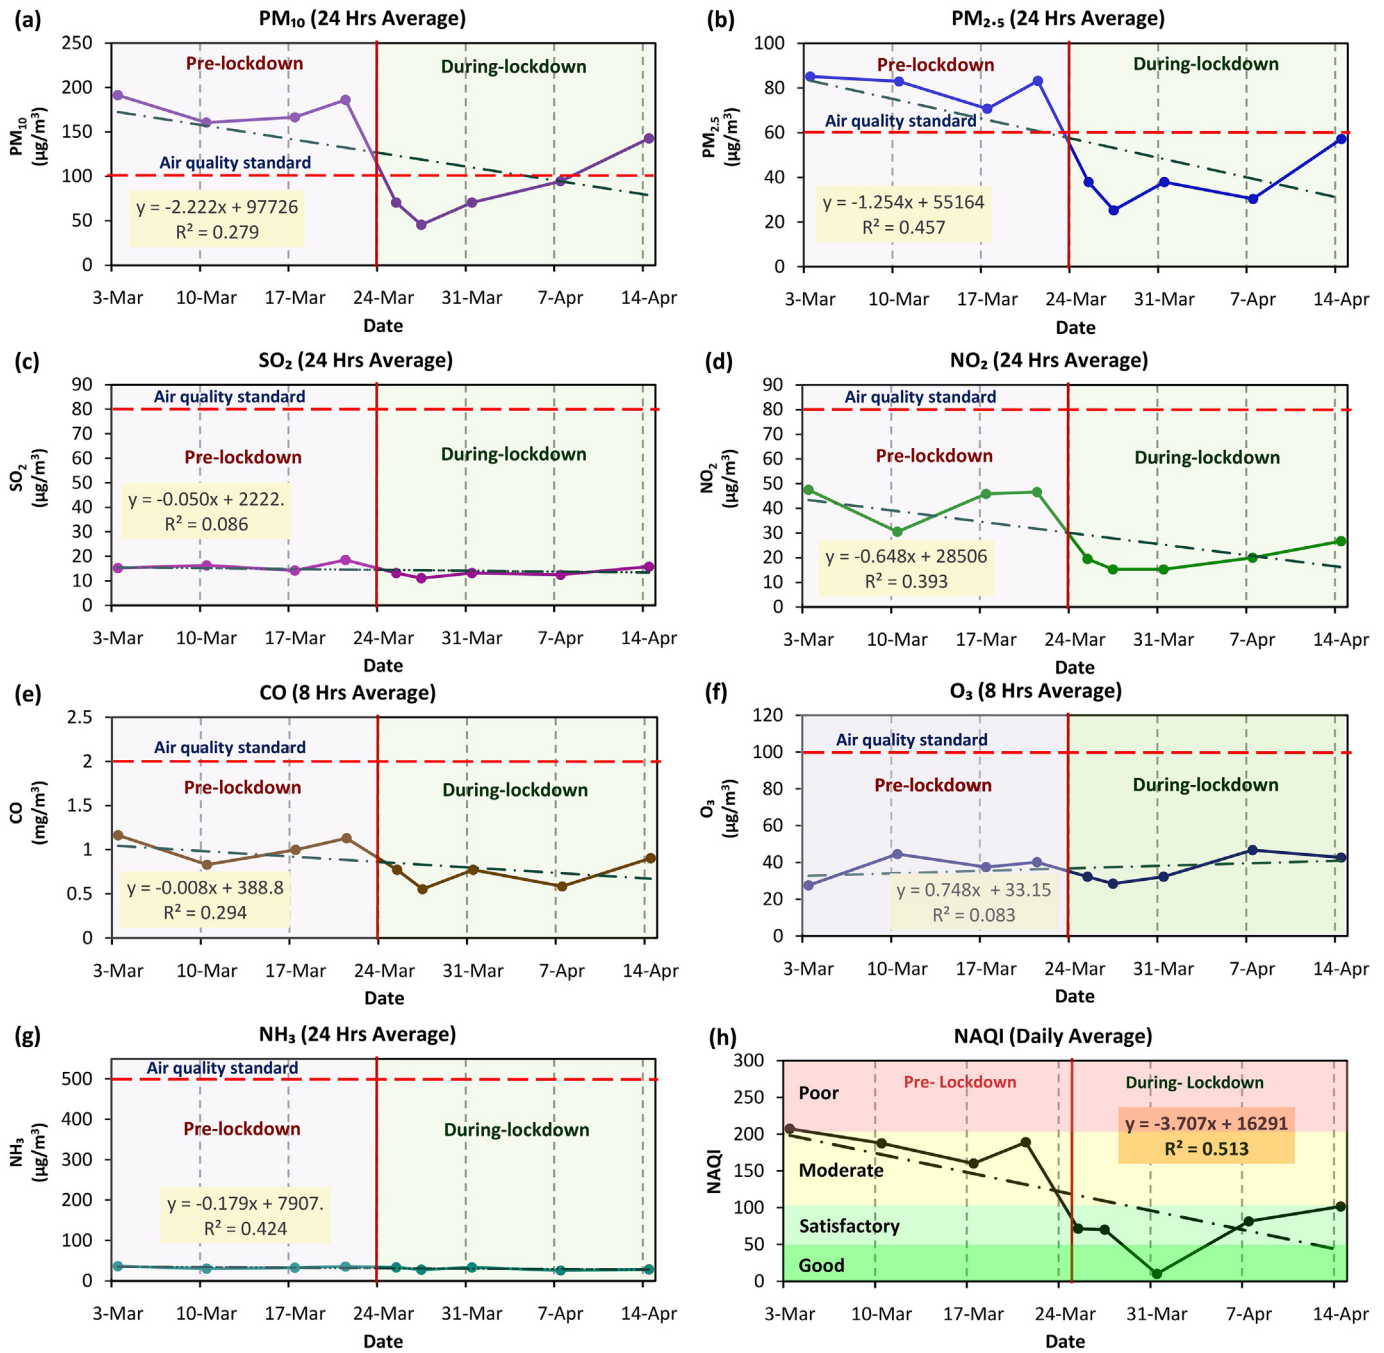 (a)
PM₁₀ (24 Hrs Average)
250
200
150
100
50
0
PM₁₀
(µg/m³)
Pre-lockdown
During-lockdown
Air quality standard
y = -2.222x + 97726
R² = 0.279
3-Mar 10-Mar 17-Mar 24-Mar 31-Mar 7-Apr 14-Apr
Date
(b)
PM₂.₅ (24 Hrs Average)
100
80
60
40
20
0
PM₂.₅
(µg/m³)
Pre-lockdown
During-lockdown
Air quality standard
y = -1.254x + 55164
R² = 0.457
3-Mar 10-Mar 17-Mar 24-Mar 31-Mar 7-Apr 14-Apr
Date
(c)
SO₂ (24 Hrs Average)
90
80
70
60
50
40
30
20
10
0
SO₂
(µg/m³)
Air quality standard
Pre-lockdown
During-lockdown
y = -0.050x + 2222.
R² = 0.086
3-Mar 10-Mar 17-Mar 24-Mar 31-Mar 7-Apr 14-Apr
Date
(d)
NO₂ (24 Hrs Average)
90
80
70
60
50
40
30
20
10
0
NO₂
(µg/m³)
Air quality standard
Pre-lockdown
During-lockdown
y = -0.648x + 28506
R² = 0.393
3-Mar 10-Mar 17-Mar 24-Mar 31-Mar 7-Apr 14-Apr
Date
(e)
CO (8 Hrs Average)
2.5
2
1.5
1
0.5
0
CO
(mg/m³)
Air quality standard
Pre-lockdown
During-lockdown
y = -0.008x + 388.8
R² = 0.294
3-Mar 10-Mar 17-Mar 24-Mar 31-Mar 7-Apr 14-Apr
Date
(f)
O₃ (8 Hrs Average)
120
100
80
60
40
20
0
O₃
(µg/m³)
Air quality standard
Pre-lockdown
During-lockdown
y = 0.748x + 33.15
R² = 0.083
3-Mar 10-Mar 17-Mar 24-Mar 31-Mar 7-Apr 14-Apr
Date
(g)
NH₃ (24 Hrs Average)
500
400
300
200
100
0
NH₃
(µg/m³)
Air quality standard
Pre-lockdown
During-lockdown
y = -0.179x + 7907.
R² = 0.424
3-Mar 10-Mar 17-Mar 24-Mar 31-Mar 7-Apr 14-Apr
Date
(h)
NAQI (Daily Average)
300
250
200
150
100
50
0
NAQI
Pre- Lockdown
During- Lockdown
Poor
y = -3.707x + 16291
R² = 0.513
Moderate
Satisfactory
Good
3-Mar 10-Mar 17-Mar 24-Mar 31-Mar 7-Apr 14-Apr
Date